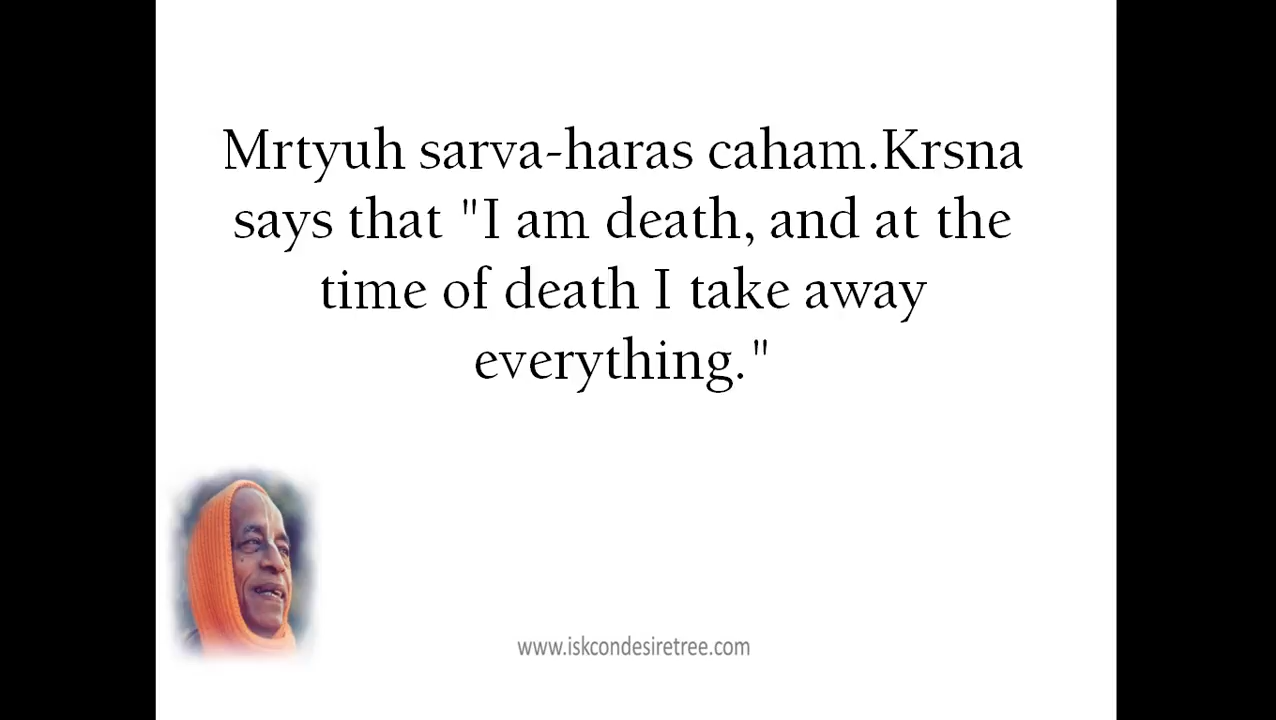 Mrtyuh sarva-haras caham.Krsna
says that "I am death, and at the
time of death I take away
everything."
www.iskcondesiretree.com